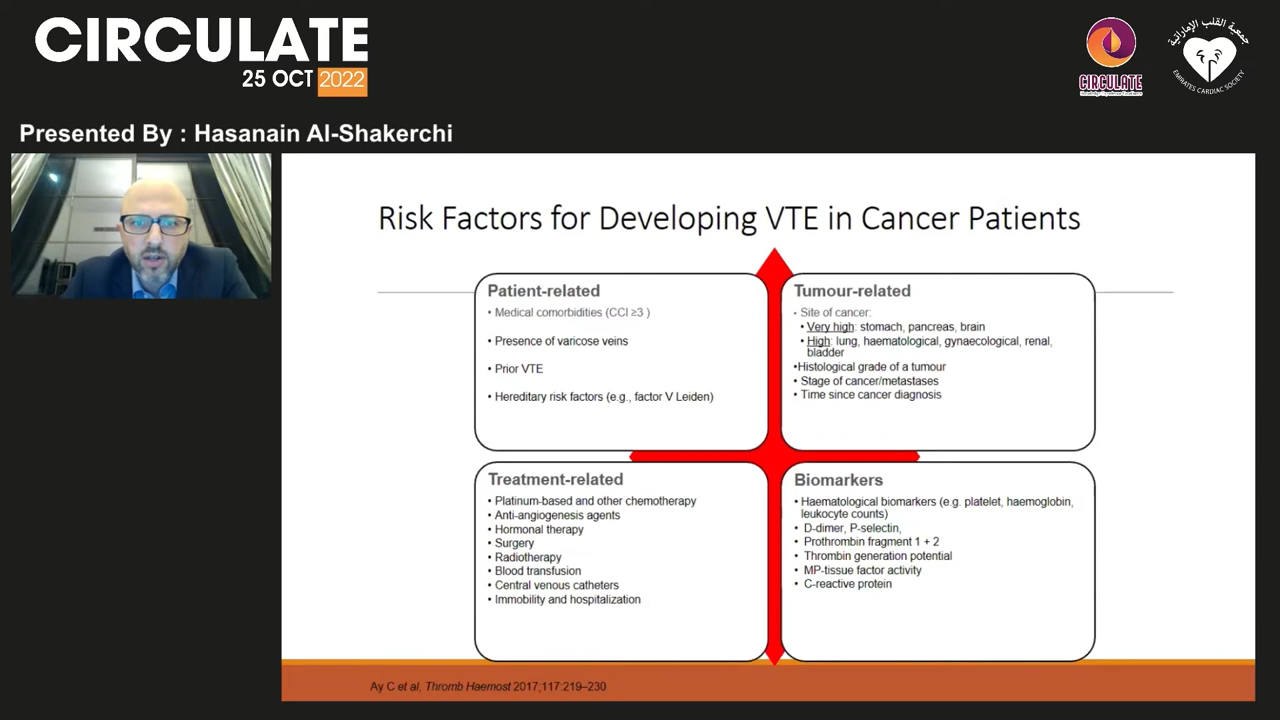 CIRCULATE
25 OCT 2022
CIRCULATE
جمعية القلب الإماراتية
EMIRATES CARDIAC SOCIETY
Presented By : Hasanain Al-Shakerchi
Risk Factors for Developing VTE in Cancer Patients
Patient-related
• Medical comorbidities (CCI ≥3 )
• Presence of varicose veins
• Prior VTE
• Hereditary risk factors (e.g., factor V Leiden)
Tumour-related
- Site of cancer:
• Very high: stomach, pancreas, brain
• High: lung, haematological, gynaecological, renal,
bladder
•Histological grade of a tumour
• Stage of cancer/metastases
• Time since cancer diagnosis
Treatment-related
• Platinum-based and other chemotherapy
• Anti-angiogenesis agents
• Hormonal therapy
• Surgery
• Radiotherapy
• Blood transfusion
• Central venous catheters
• Immobility and hospitalization
Biomarkers
• Haematological biomarkers (e.g. platelet, haemoglobin,
leukocyte counts)
• D-dimer, P-selectin,
• Prothrombin fragment 1 + 2
• Thrombin generation potential
• MP-tissue factor activity
• C-reactive protein
Ay C et al, Thromb Haemost 2017;117:219–230